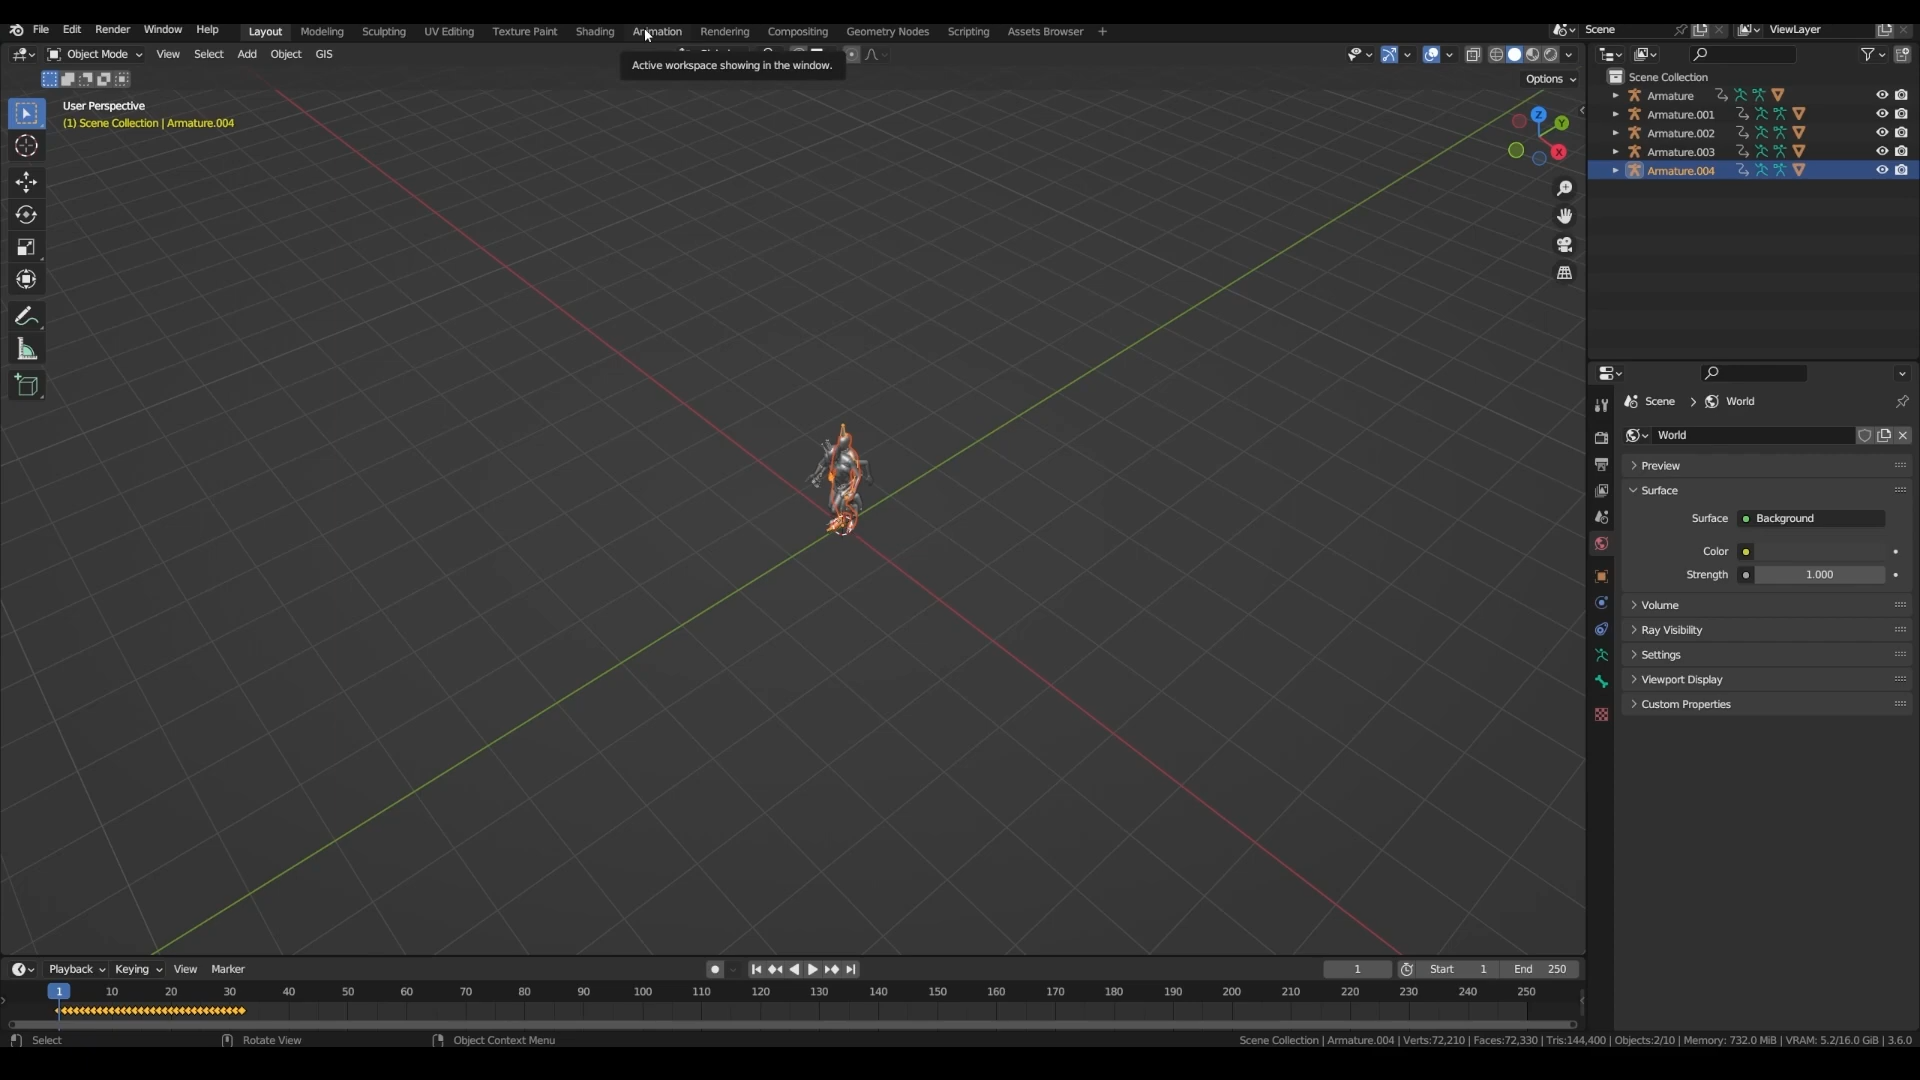 File Edit Render Window Help Layout Modeling Sculpting UV Editing Texture Paint Shading Animation Rendering Compositing Geometry Nodes Scripting Assets Browser + Scene ViewLayer
Object Mode View Select Add Object GIS
Active workspace showing in the window.
Options
User Perspective
(1) Scene Collection | Armature.004
Z
Y
X
Scene Collection
Armature
Armature.001
Armature.002
Armature.003
Armature.004
Scene > World
World
Preview
Surface
Surface Background
Color
Strength 1.000
Volume
Ray Visibility
Settings
Viewport Display
Custom Properties
Playback Keying View Marker 1 Start 1 End 250
1 10 20 30 40 50 60 70 80 90 100 110 120 130 140 150 160 170 180 190 200 210 220 230 240 250
Select Rotate View Object Context Menu Scene Collection | Armature.004 | Verts:72,210 | Faces:72,330 | Tris:144,400 | Objects:2/10 | Memory: 732.0 MiB | VRAM: 5.2/16.0 GiB | 3.6.0